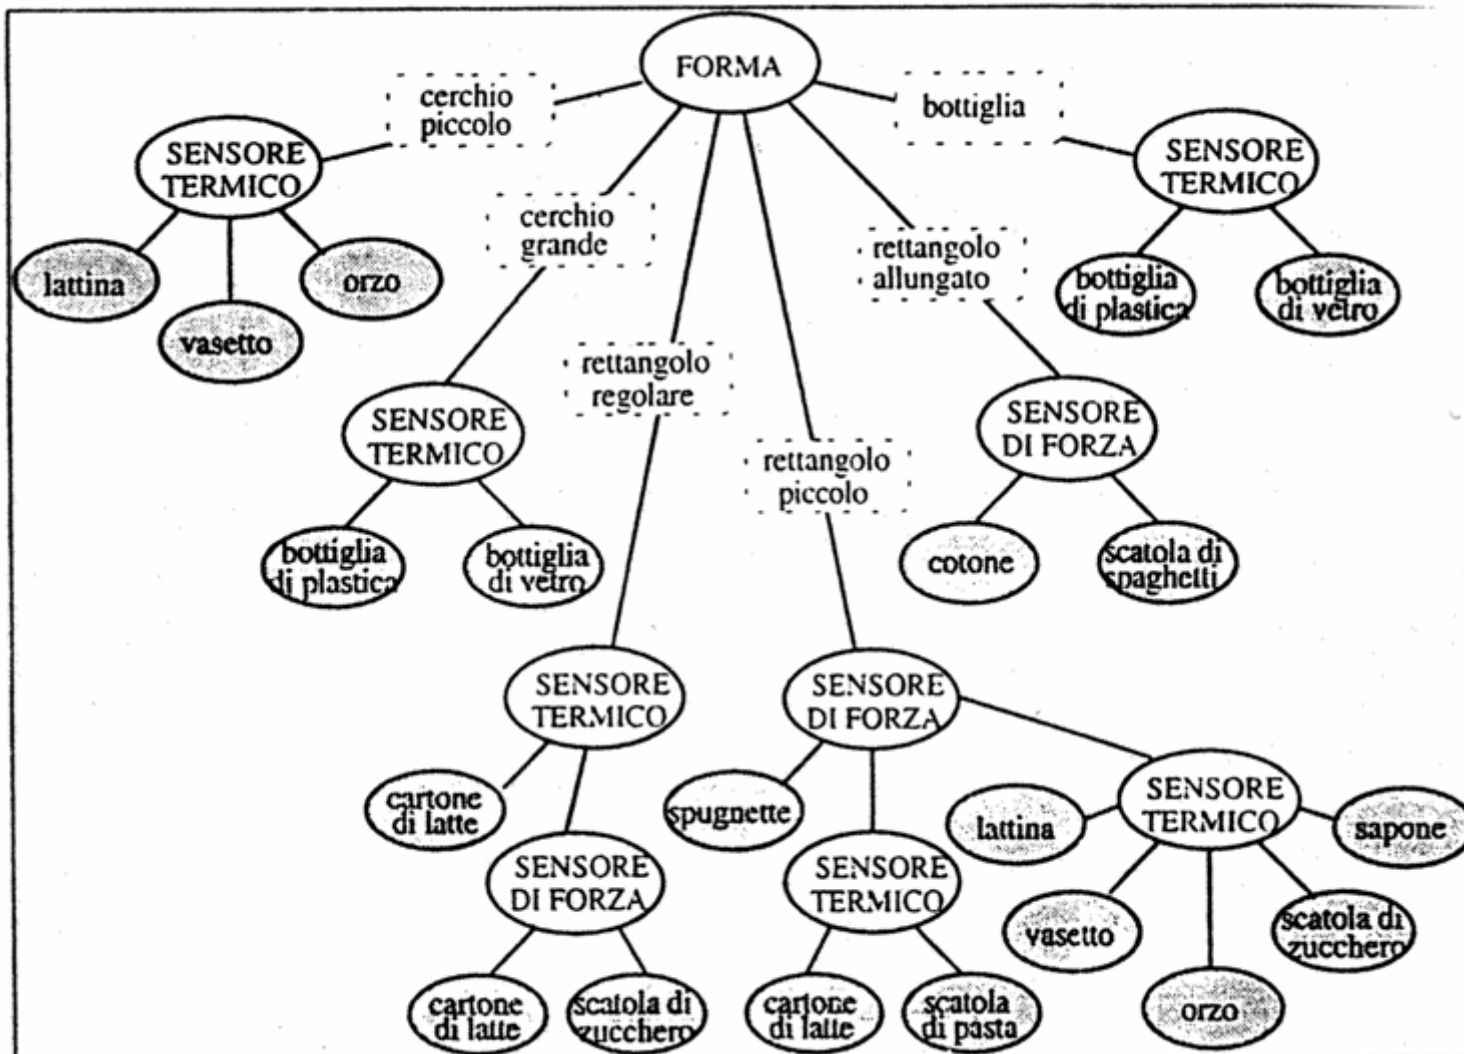 FORMA
cerchio
piccolo
bottiglia
SENSORE
TERMICO
SENSORE
TERMICO
cerchio
grande
rettangolo
allungato
lattina
orzo
vasetto
bottiglia
di plastica
bottiglia
di vetro
rettangolo
regolare
SENSORE
TERMICO
SENSORE
DI FORZA
rettangolo
piccolo
bottiglia
di plastica
bottiglia
di vetro
cotone
scatola di
spaghetti
SENSORE
TERMICO
SENSORE
DI FORZA
cartone
di latte
spugnette
lattina
SENSORE
TERMICO
sapone
SENSORE
DI FORZA
SENSORE
TERMICO
vasetto
scatola di
zucchero
cartone
di latte
scatola di
zucchero
cartone
di latte
scatola
di pasta
orzo